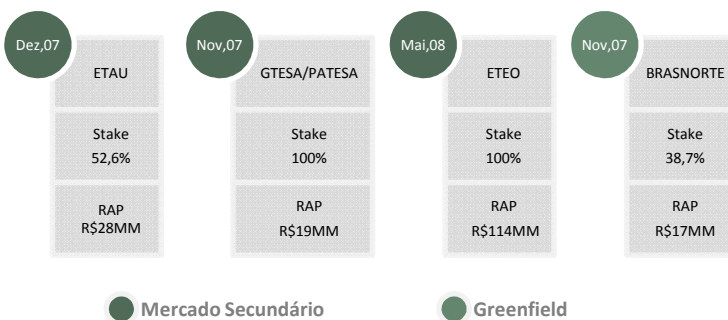 Dez,07
ETAU
Stake
52,6%
RAP
R$28MM
Nov,07
GTESA/PATESA
Stake
100%
RAP
R$19MM
Mai,08
ETEO
Stake
100%
RAP
R$114MM
Nov,07
BRASNORTE
Stake
38,7%
RAP
R$17MM
Mercado Secundário
Greenfield